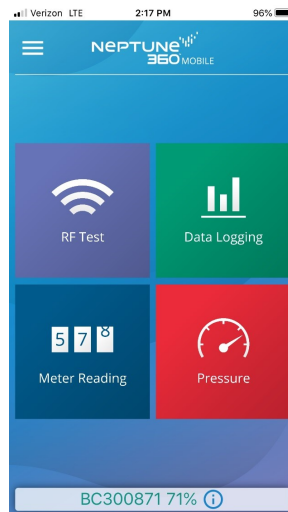 Verizon LTE 2:17 PM 96%
NEPTUNE
360 MOBILE
RF Test Data Logging
5 7 8
Meter Reading Pressure
BC300871 71% i